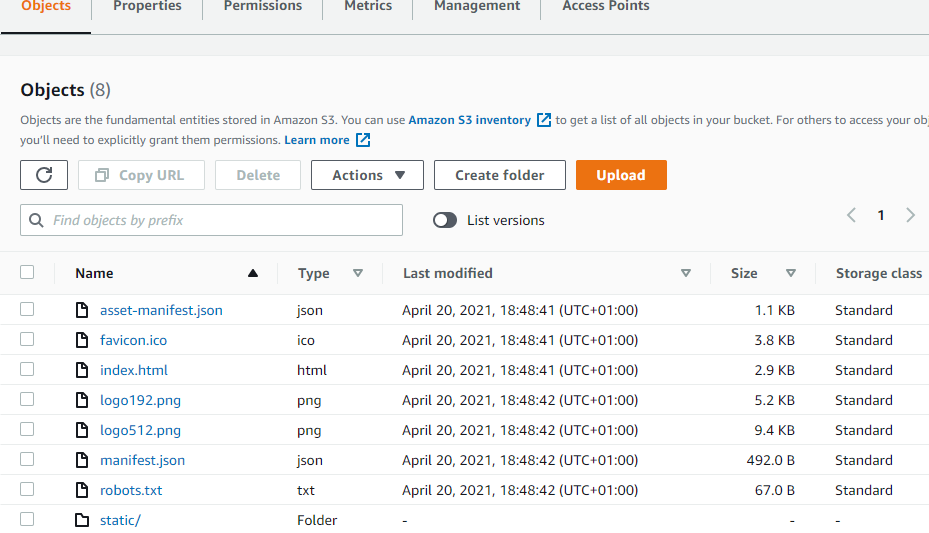 Objects Properties Permissions Metrics Management Access Points
Objects (8)
Objects are the fundamental entities stored in Amazon S3. You can use Amazon S3 inventory to get a list of all objects in your bucket. For others to access your
you'll need to explicitly grant them permissions. Learn more
Copy URL Delete Actions Create folder Upload
Find objects by prefix List versions 1
Name Type Last modified Size Storage class
asset-manifest.json json April 20, 2021, 18:48:41 (UTC+01:00) 1.1 KB Standard
favicon.ico ico April 20, 2021, 18:48:41 (UTC+01:00) 3.8 KB Standard
index.html html April 20, 2021, 18:48:41 (UTC+01:00) 2.9 KB Standard
logo192.png png April 20, 2021, 18:48:42 (UTC+01:00) 5.2 KB Standard
logo512.png png April 20, 2021, 18:48:42 (UTC+01:00) 9.4 KB Standard
manifest.json json April 20, 2021, 18:48:42 (UTC+01:00) 492.0 B Standard
robots.txt txt April 20, 2021, 18:48:42 (UTC+01:00) 67.0 B Standard
static/ Folder - - -